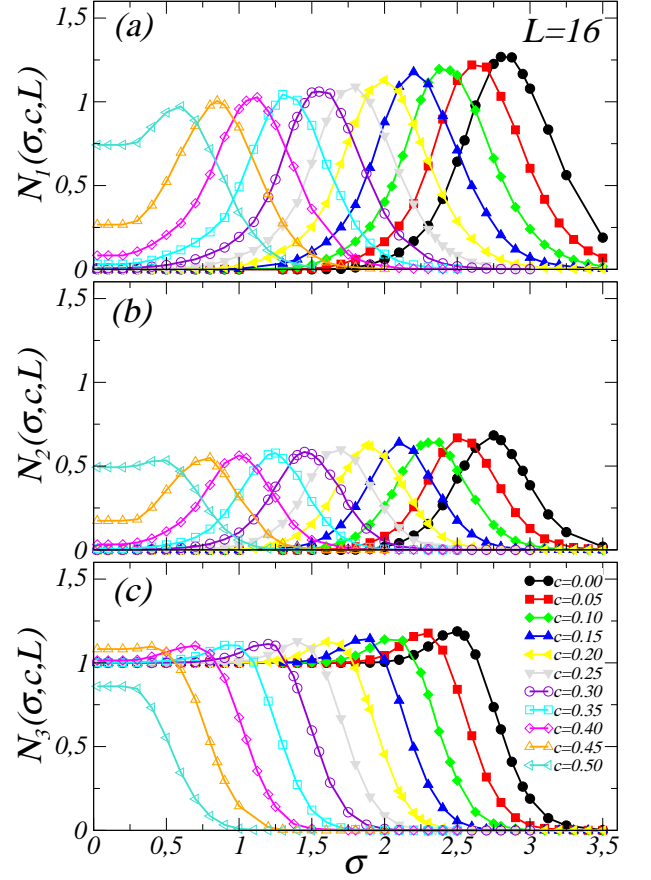 (a)
L=16
N1(σ,c,L)
1,5
1
0,5
0
(b)
N2(σ,c,L)
1,5
1
0,5
0
(c)
N3(σ,c,L)
1,5
1
0,5
0
c=0.00
c=0.05
c=0.10
c=0.15
c=0.20
c=0.25
c=0.30
c=0.35
c=0.40
c=0.45
c=0.50
0 0,5 1 1,5 2 2,5 3 3,5
σ